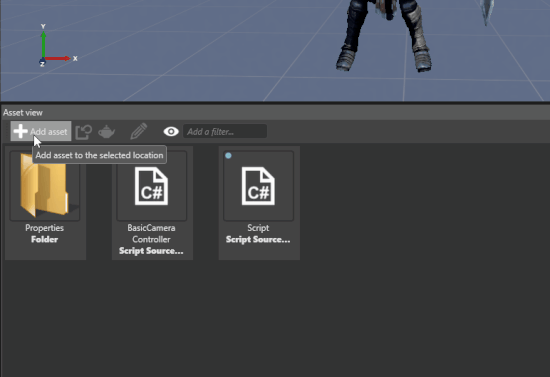 Y
X
Z
Asset view
Add asset
Add a filter...
Add asset to the selected location
C#
C#
Properties
Folder
BasicCamera
Controller
Script Source...
Script
Script Source...